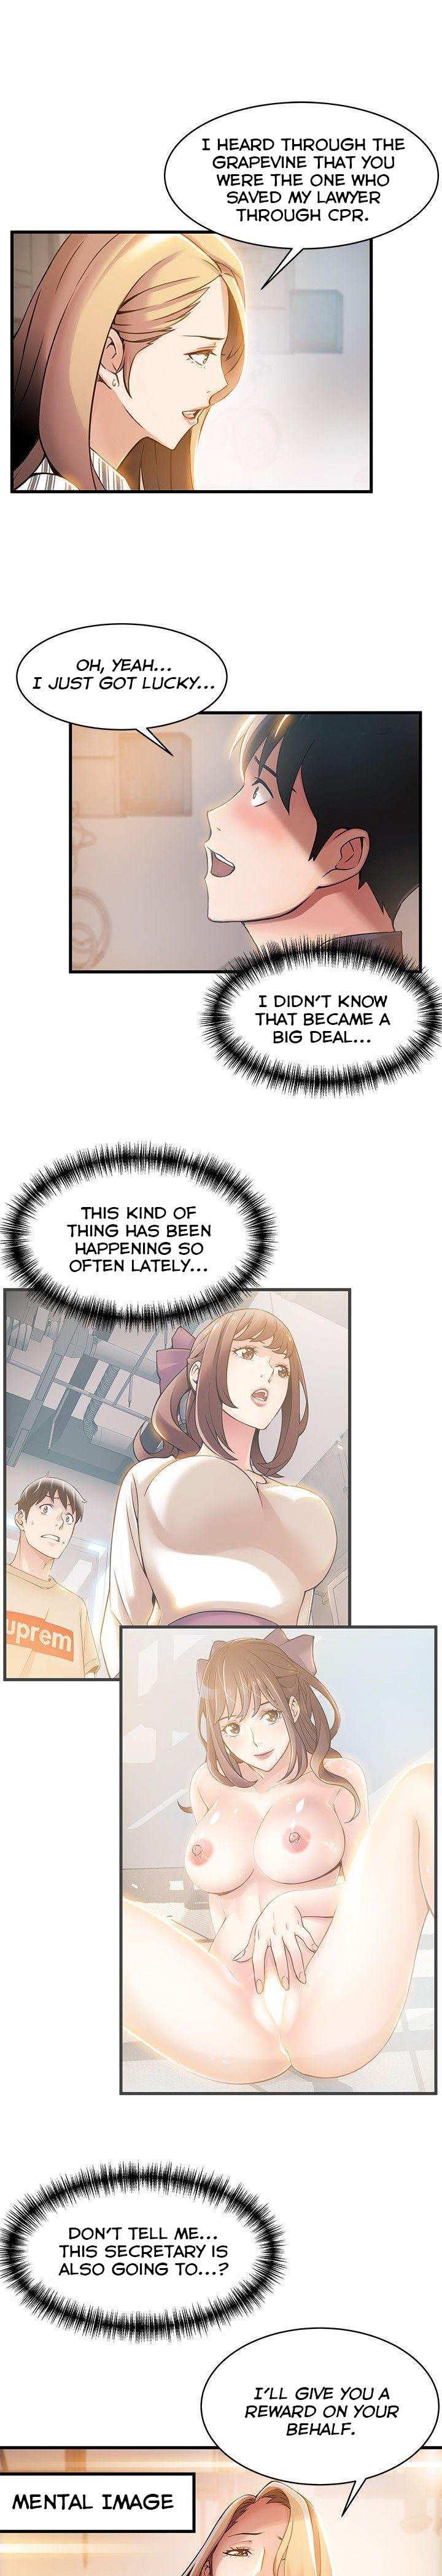 I HEARD THROUGH THE
GRAPEVINE THAT YOU
WERE THE ONE WHO
SAVED MY LAWYER
THROUGH CPR.
OH, YEAH...
I JUST GOT LUCKY...
I DIDN'T KNOW
THAT BECAME A
BIG DEAL...
THIS KIND OF
THING HAS BEEN
HAPPENING SO
OFTEN LATELY...
uprem
DON'T TELL ME...
THIS SECRETARY IS
ALSO GOING TO...?
I'LL GIVE YOU A
REWARD ON YOUR
BEHALF.
MENTAL IMAGE